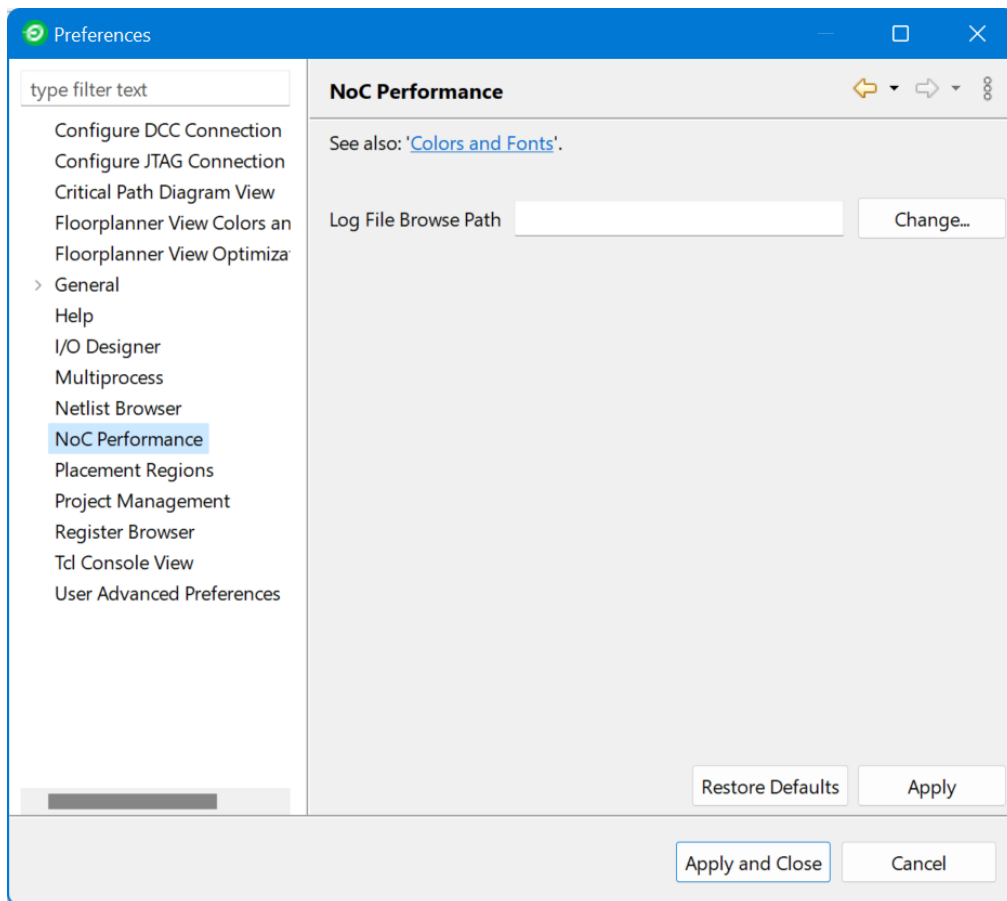 Preferences
type filter text
Configure DCC Connection
Configure JTAG Connection
Critical Path Diagram View
Floorplanner View Colors an
Floorplanner View Optimiza
General
Help
I/O Designer
Multiprocess
Netlist Browser
NoC Performance
Placement Regions
Project Management
Register Browser
Tcl Console View
User Advanced Preferences
NoC Performance
See also: 'Colors and Fonts'.
Log File Browse Path
Change...
Restore Defaults
Apply
Apply and Close
Cancel